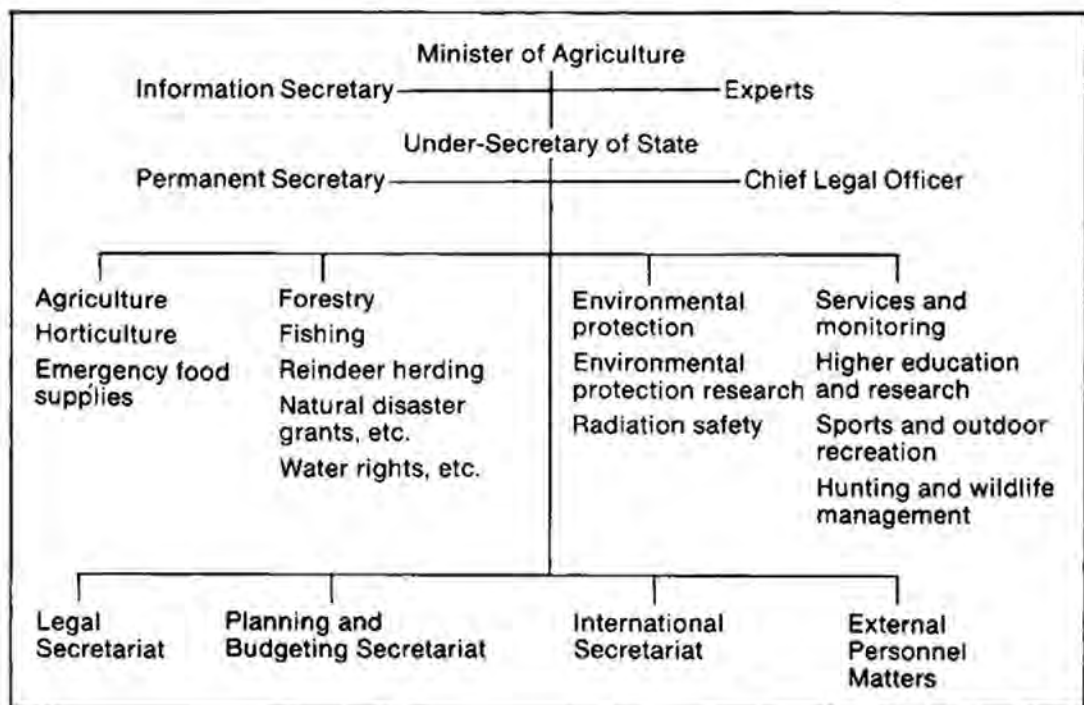 Minister of Agriculture
Information Secretary
Experts
Under-Secretary of State
Permanent Secretary
Chief Legal Officer
Agriculture
Horticulture
Emergency food
supplies
Forestry
Fishing
Reindeer herding
Natural disaster
grants, etc.
Water rights, etc.
Environmental
protection
Environmental
protection research
Radiation safety
Services and
monitoring
Higher education
and research
Sports and outdoor
recreation
Hunting and wildlife
management
Legal
Secretariat
Planning and
Budgeting Secretariat
International
Secretariat
External
Personnel
Matters